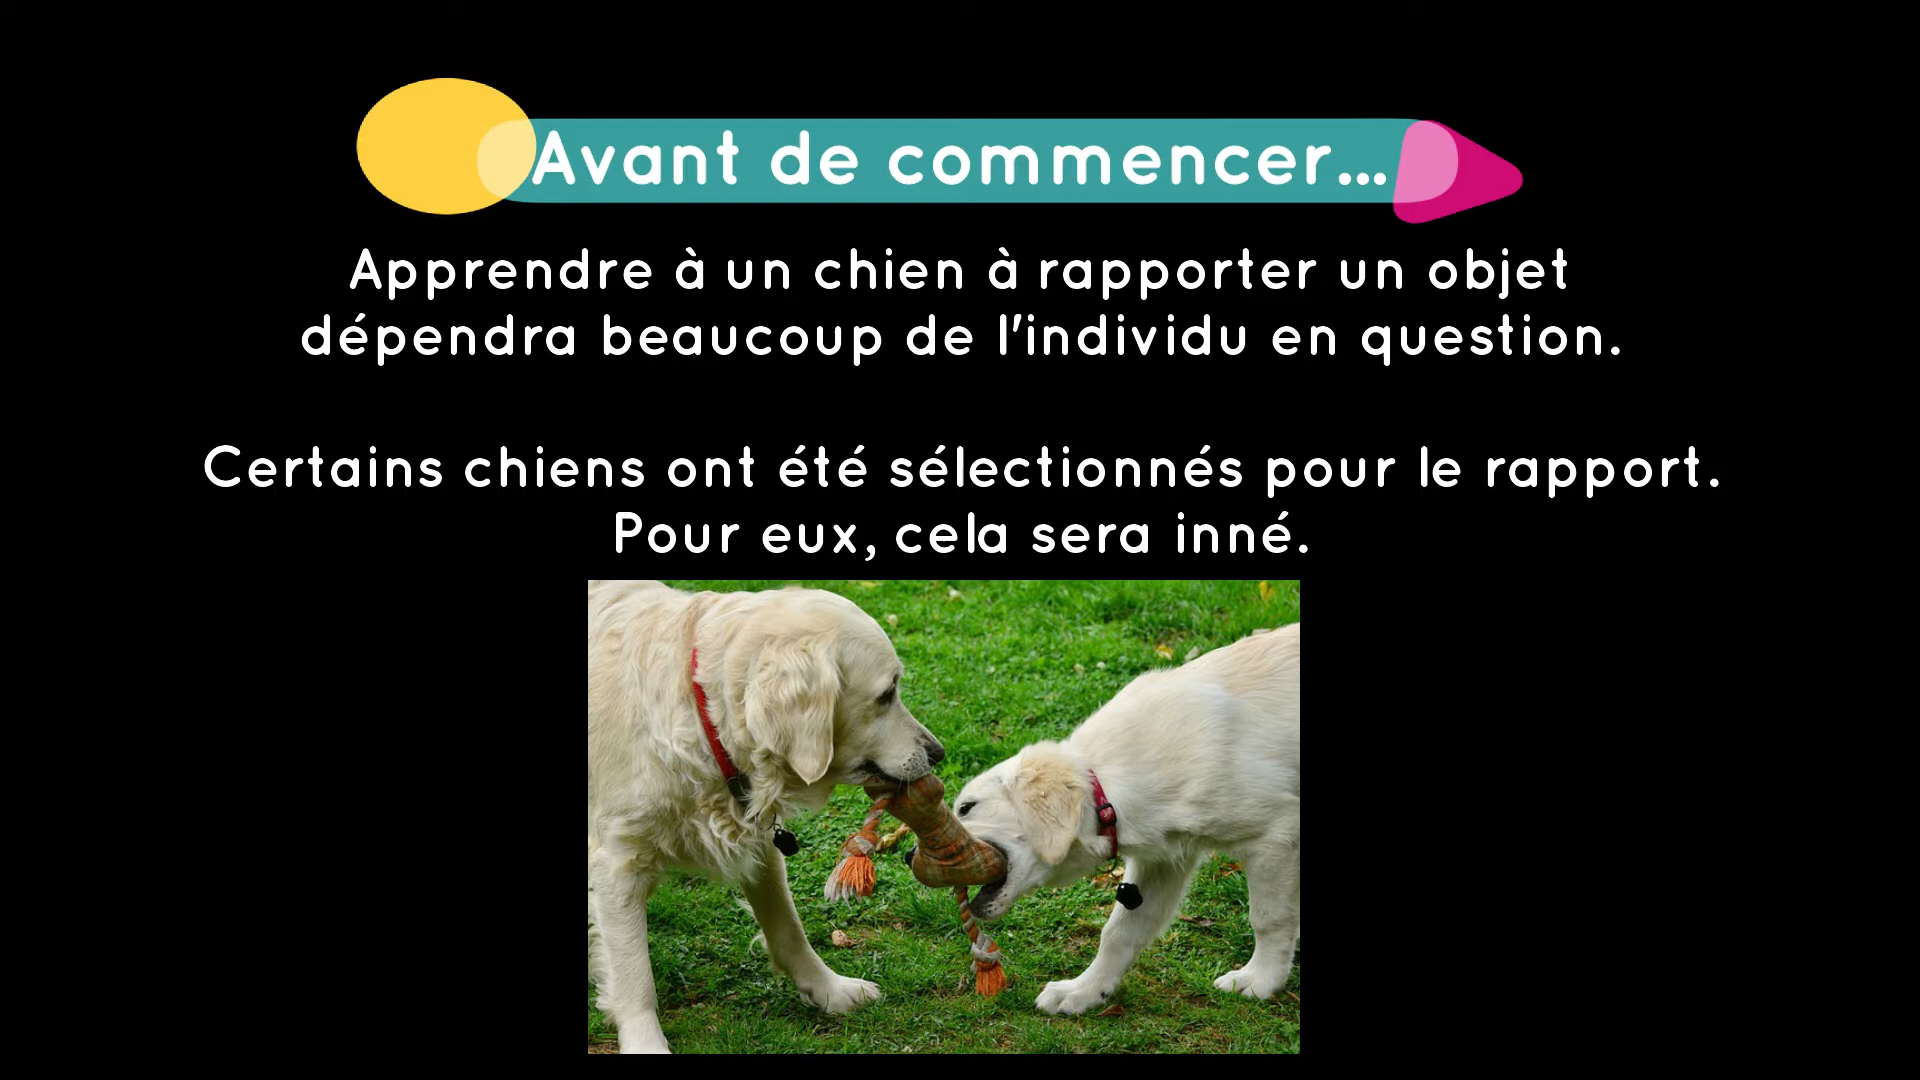 Avant de commencer...
Apprendre à un chien à rapporter un objet
dépendra beaucoup de l'individu en question.
Certains chiens ont été sélectionnés pour le rapport.
Pour eux, cela sera inné.